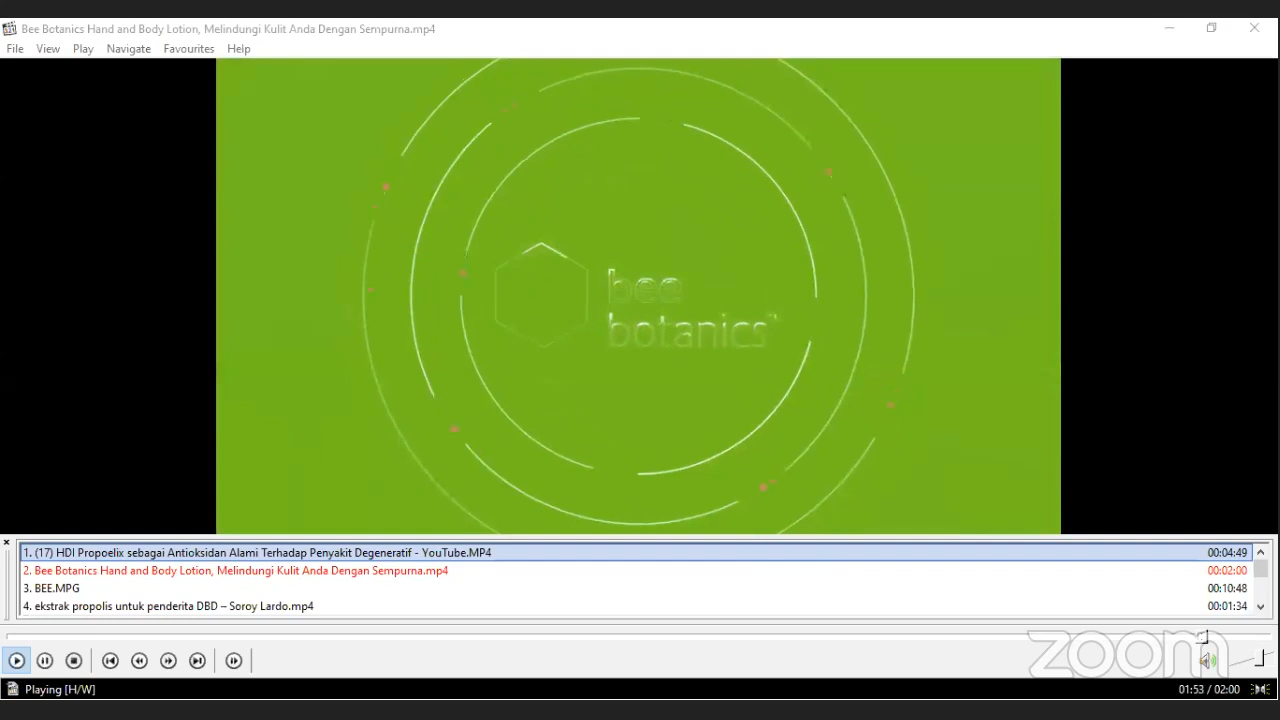 Bee Botanics Hand and Body Lotion, Melindungi Kulit Anda Dengan Sempurna.mp4
File View Play Navigate Favourites Help
bee
botanics™
1. (17) HDI Propoelix sebagai Antioksidan Alami Terhadap Penyakit Degeneratif - YouTube.MP4 00:04:49
2. Bee Botanics Hand and Body Lotion, Melindungi Kulit Anda Dengan Sempurna.mp4 00:02:00
3. BEE.MPG 00:10:48
4. ekstrak propolis untuk penderita DBD – Soroy Lardo.mp4 00:01:34
zoom
Playing [H/W] 01:53 / 02:00